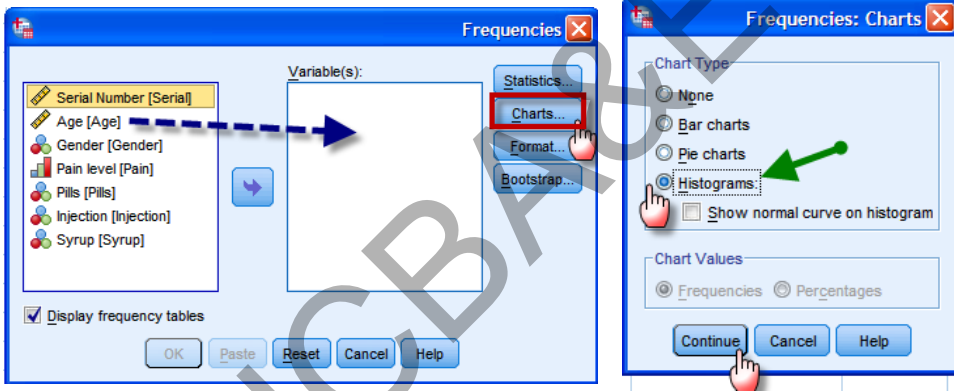 Frequencies
Variable(s):
Serial Number [Serial]
Age [Age]
Gender [Gender]
Pain level [Pain]
Pills [Pills]
Injection [Injection]
Syrup [Syrup]
Statistics...
Charts...
Format...
Bootstrap...
Display frequency tables
OK
Paste
Reset
Cancel
Help
Frequencies: Charts
Chart Type
None
Bar charts
Pie charts
Histograms:
Show normal curve on histogram
Chart Values
Frequencies
Percentages
Continue
Cancel
Help
NCBA&E